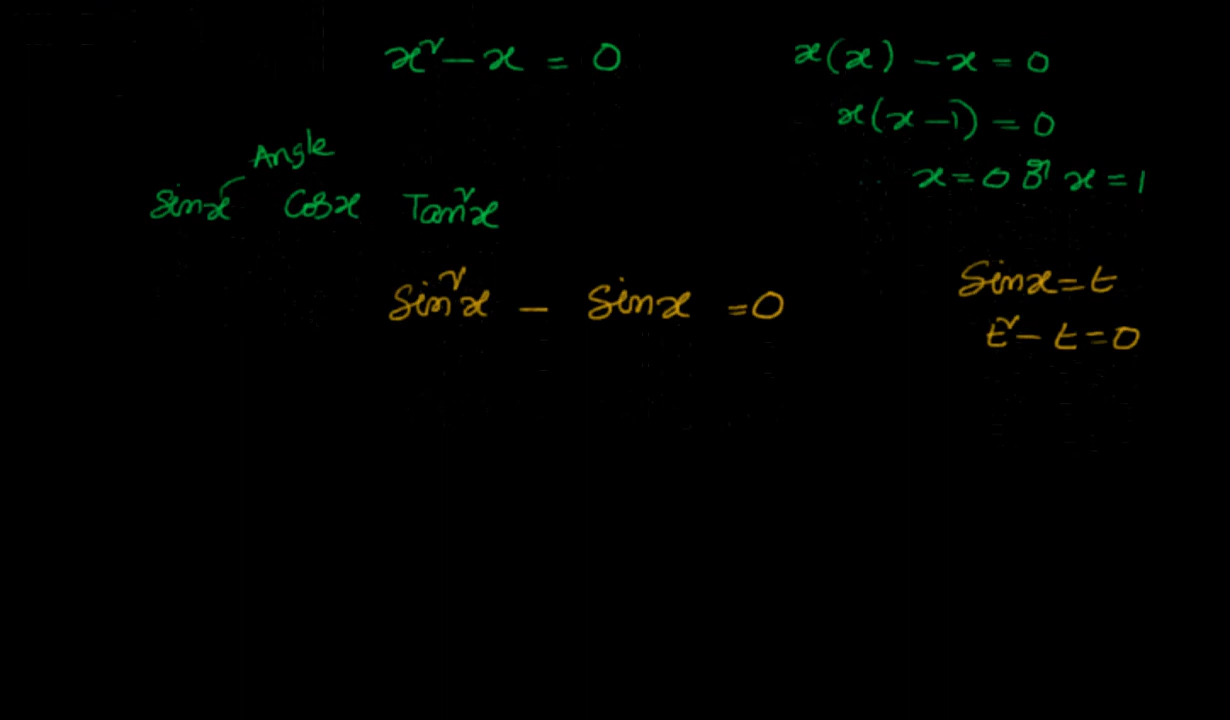 x² - x = 0
x(x) - x = 0
x(x-1) = 0
x = 0 or x = 1
Angle
Sinx Cosx Tan²x
Sin²x - Sinx = 0
Sinx = t
t² - t = 0